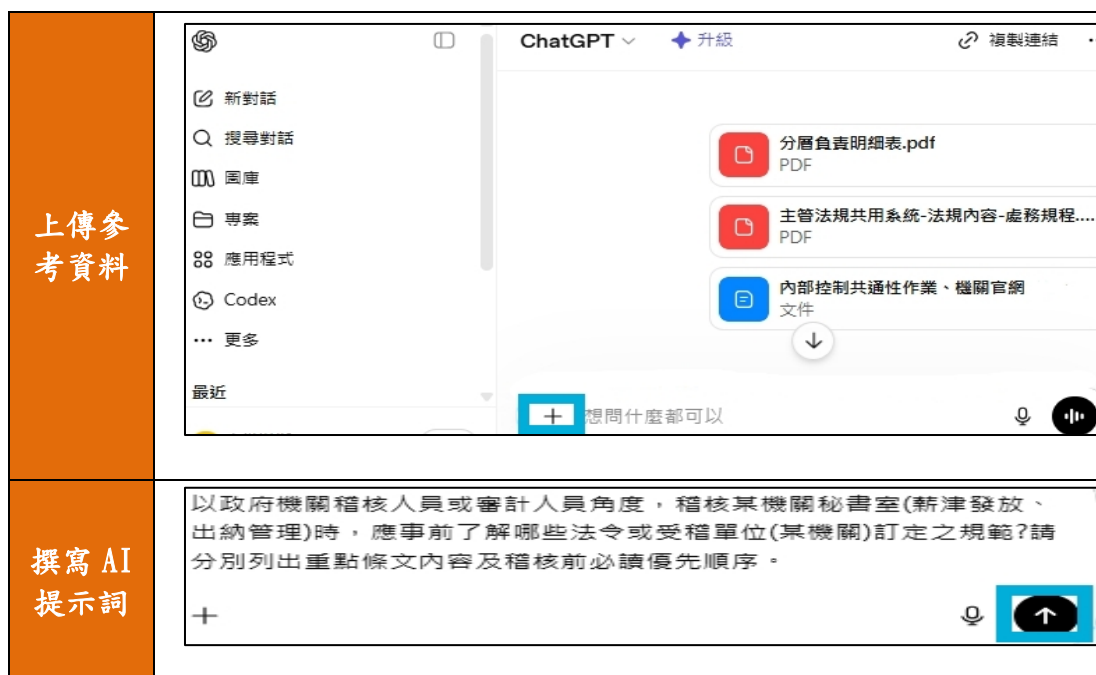 上傳參
考資料
ChatGPT
升級
複製連結
新對話
搜尋對話
圖庫
專案
應用程式
Codex
更多
最近
分層負責明細表.pdf
PDF
主管法規共用系統-法規內容-處務規程....
PDF
內部控制共通性作業、機關官網
文件
想問什麼都可以
撰寫 AI
提示詞
以政府機關稽核人員或審計人員角度，稽核某機關秘書室(薪津發放、
出納管理)時，應事前了解哪些法令或受稽單位(某機關)訂定之規範?請
分別列出重點條文內容及稽核前必讀優先順序。